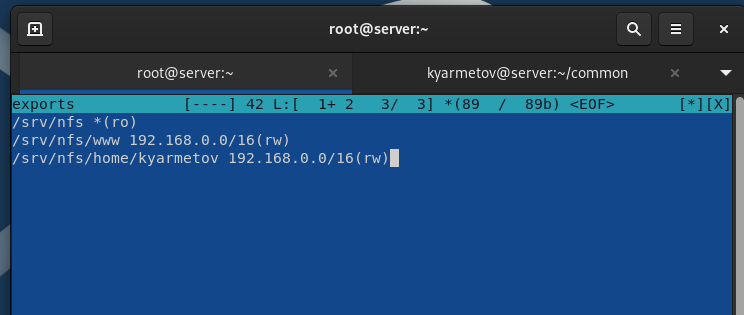 root@server:~
root@server:~ kyarmetov@server:~/common
exports [----] 42 L:[ 1+ 2 3/ 3] *(89 / 89b) <EOF> [*][X]
/srv/nfs *(ro)
/srv/nfs/www 192.168.0.0/16(rw)
/srv/nfs/home/kyarmetov 192.168.0.0/16(rw)